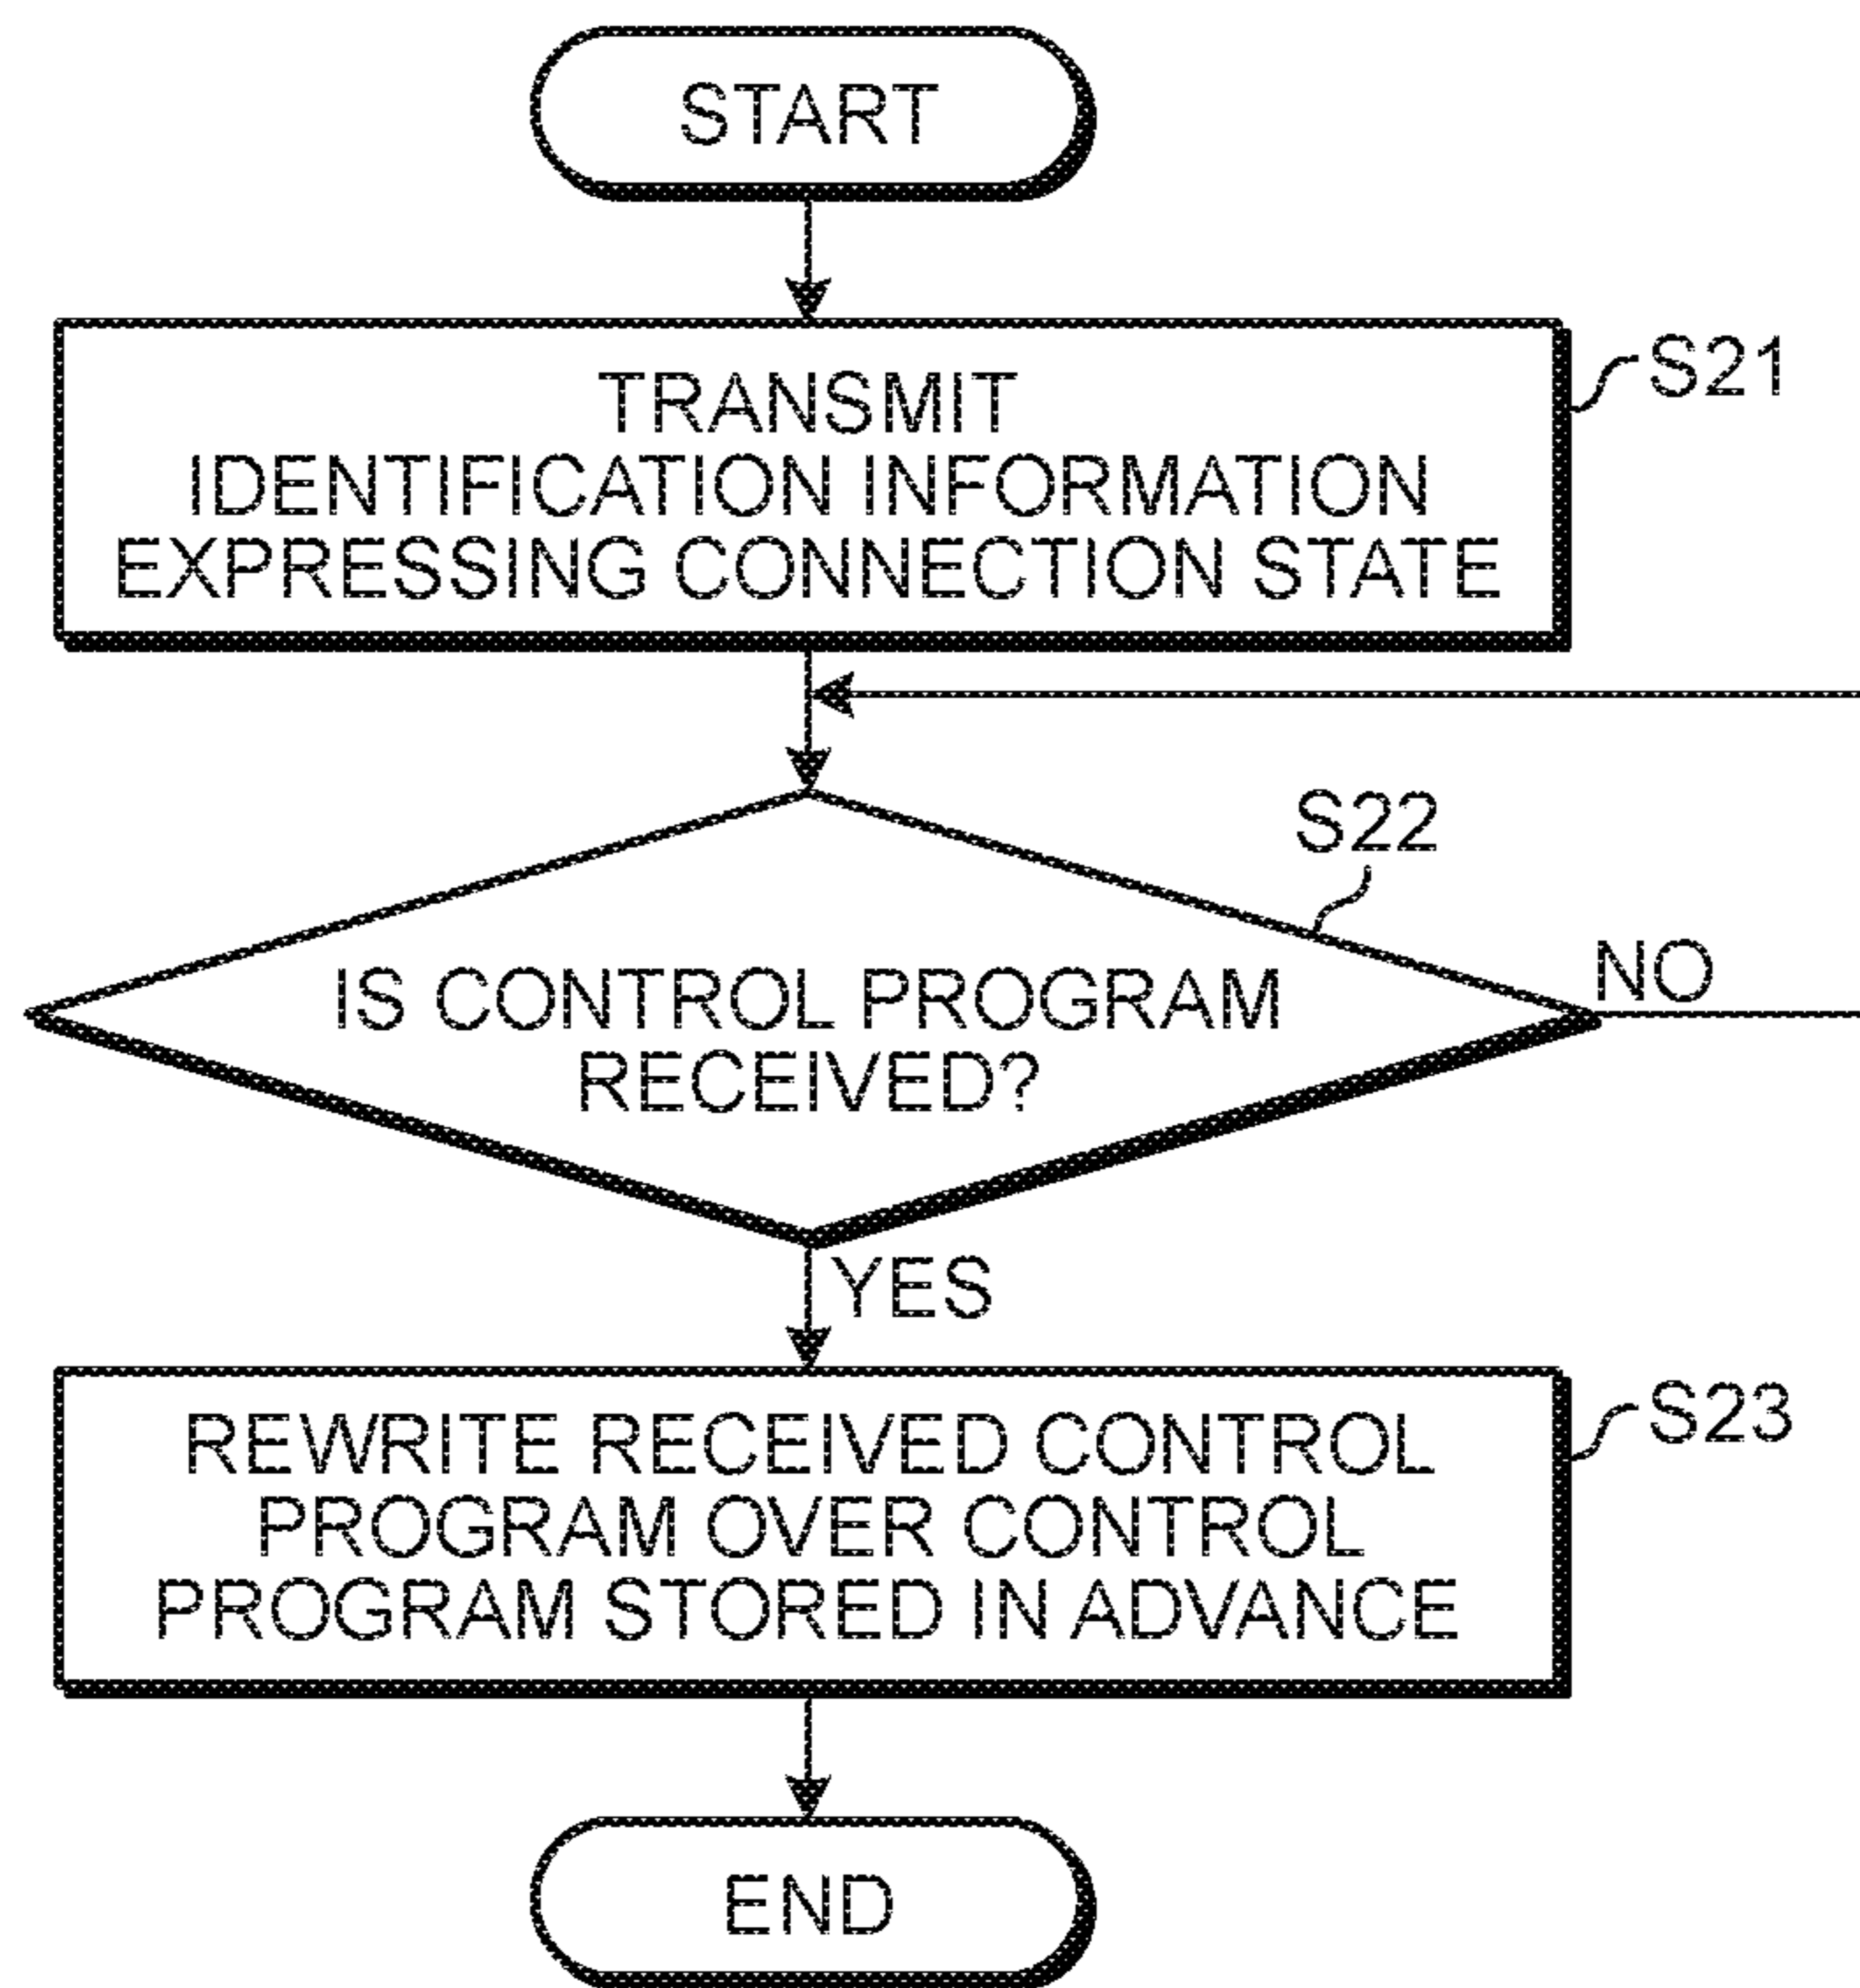 START
TRANSMIT
IDENTIFICATION INFORMATION
EXPRESSING CONNECTION STATE
S21
S22
IS CONTROL PROGRAM
RECEIVED?
NO
YES
REWRITE RECEIVED CONTROL
PROGRAM OVER CONTROL
PROGRAM STORED IN ADVANCE
S23
END